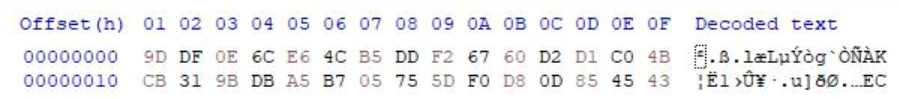 Offset(h) 01 02 03 04 05 06 07 08 09 0A 0B 0C 0D 0E 0F Decoded text
00000000 9D DF 0E 6C E6 4C B5 DD F2 67 60 D2 D1 C0 4B .ß.læLµÝòg`ÒÑÀK
00000010 CB 31 9B DB A5 B7 05 75 5D F0 D8 0D 85 45 43 ¦Ë1›Û¥·.u]ðØ.…EC